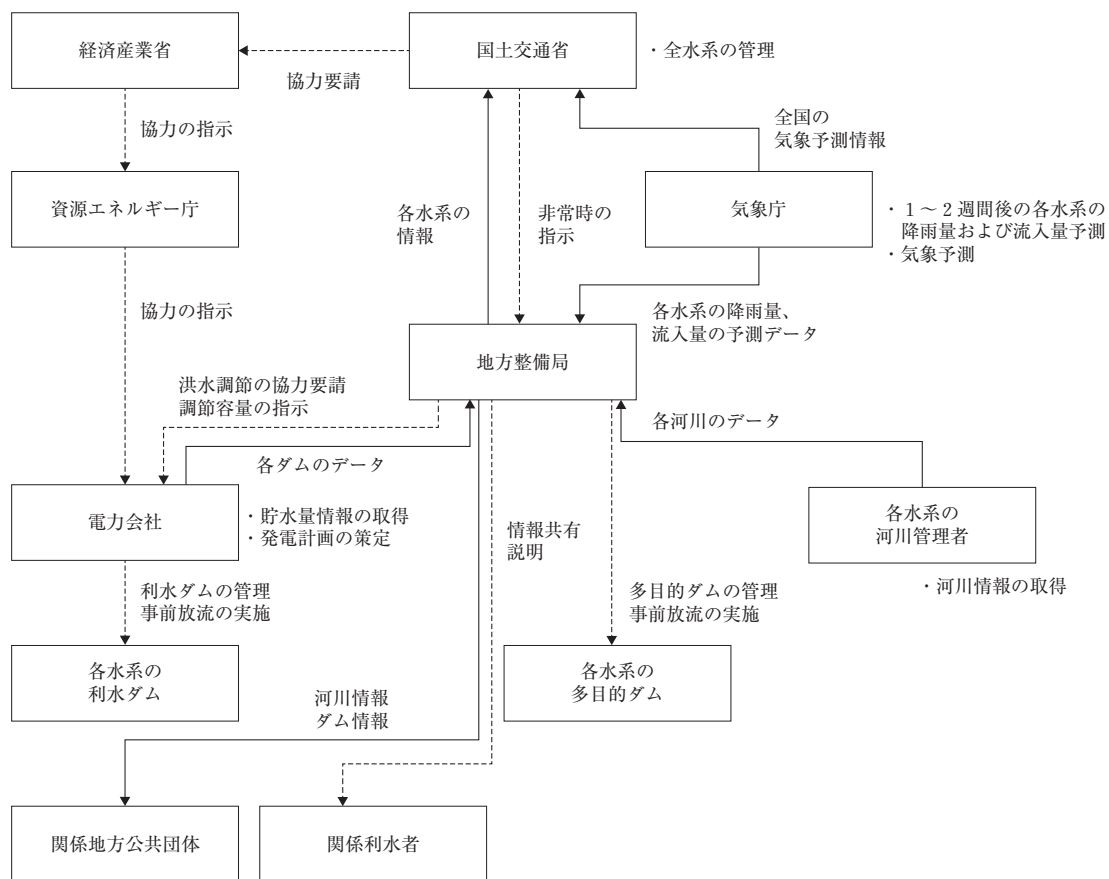 経済産業省
国土交通省
・全水系の管理
協力要請
協力の指示
全国の
気象予測情報
資源エネルギー庁
各水系の
情報
非常時の
指示
気象庁
・１～２週間後の各水系の
降雨量および流入量予測
・気象予測
協力の指示
各水系の降雨量、
流入量の予測データ
地方整備局
洪水調節の協力要請
調節容量の指示
各河川のデータ
各ダムのデータ
電力会社
・貯水量情報の取得
・発電計画の策定
情報共有
説明
各水系の
河川管理者
・河川情報の取得
利水ダムの管理
事前放流の実施
多目的ダムの管理
事前放流の実施
各水系の
利水ダム
各水系の
多目的ダム
河川情報
ダム情報
関係地方公共団体
関係利水者